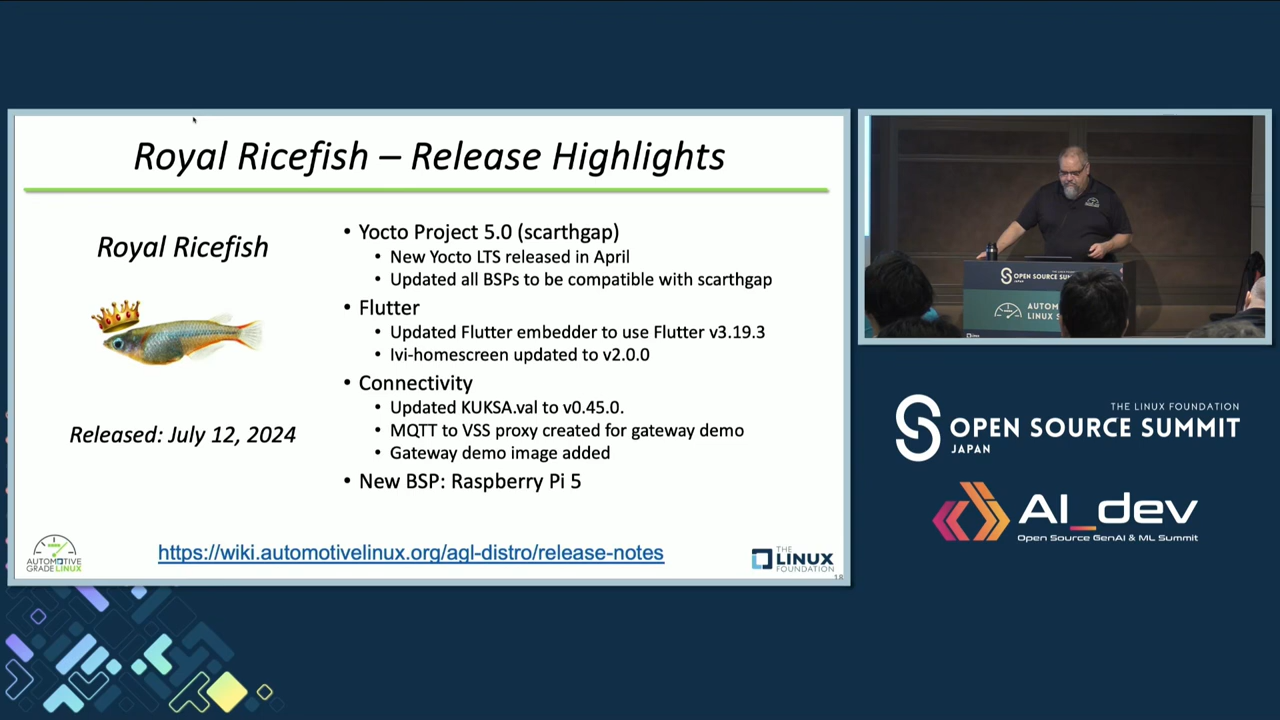 Royal Ricefish – Release Highlights
Royal Ricefish
Released: July 12, 2024
• Yocto Project 5.0 (scarthgap)
• New Yocto LTS released in April
• Updated all BSPs to be compatible with scarthgap
• Flutter
• Updated Flutter embedder to use Flutter v3.19.3
• Ivi-homescreen updated to v2.0.0
• Connectivity
• Updated KUKSA.val to v0.45.0.
• MQTT to VSS proxy created for gateway demo
• Gateway demo image added
• New BSP: Raspberry Pi 5
AUTOMOTIVE
GRADELINUX
https://wiki.automotivelinux.org/agl-distro/release-notes
THE
LINUX
FOUNDATION
18
OPEN SOURCE SUMMIT
JAPAN
AUTOM
LINUX S
THE LINUX FOUNDATION
OPEN SOURCE SUMMIT
JAPAN
AI_dev
Open Source GenAI & ML Summit